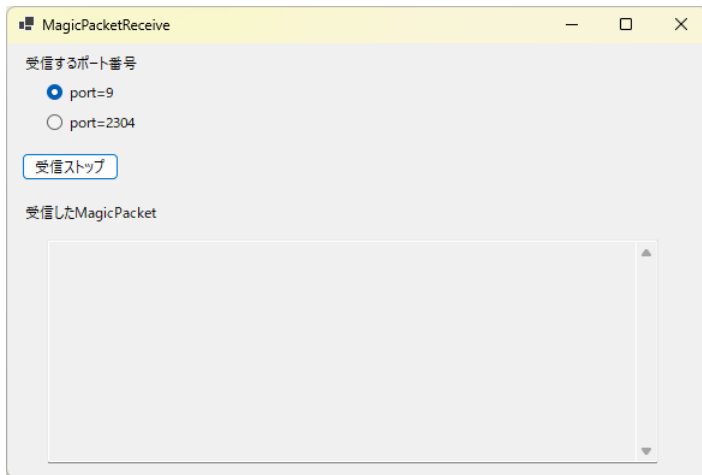 MagicPacketReceive
受信するポート番号
port=9
port=2304
受信ストップ
受信したMagicPacket